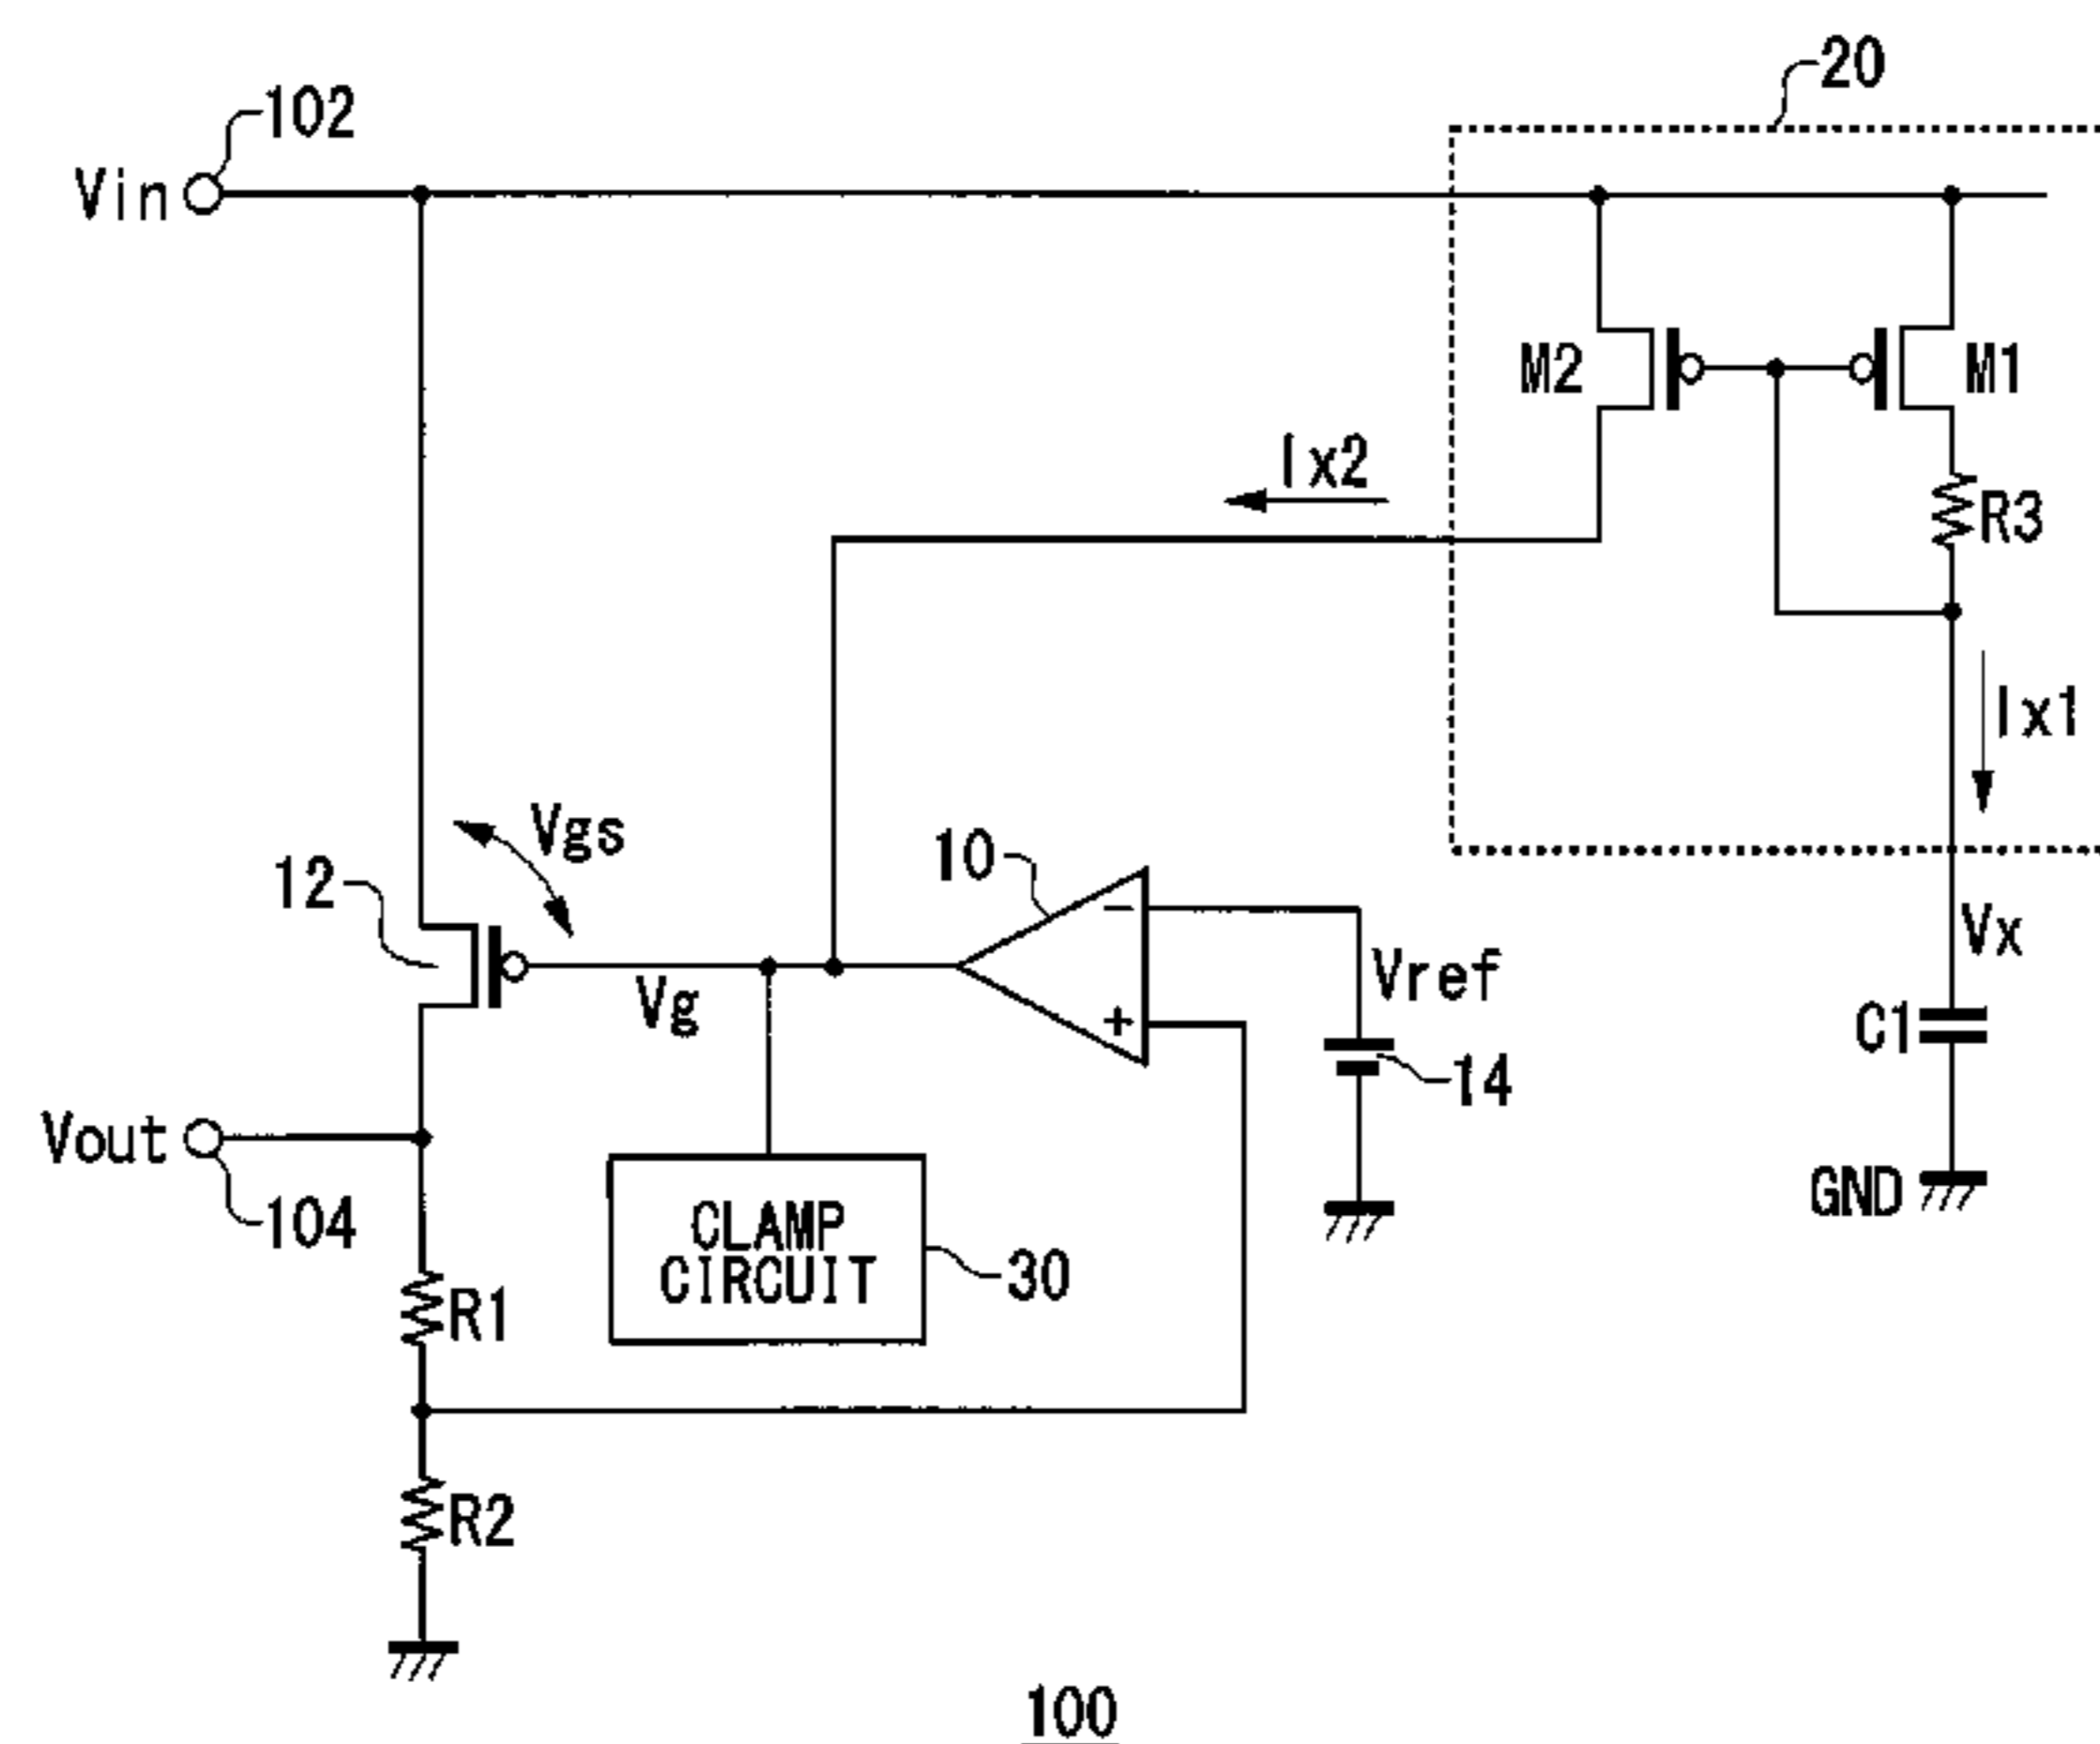 20
102
Vin
M2
M1
Ix2
R3
Ix1
Vgs
12
10
Vx
Vg
Vref
C1
14
Vout
104
CLAMP
CIRCUIT
30
GND
R1
R2
100
-
+